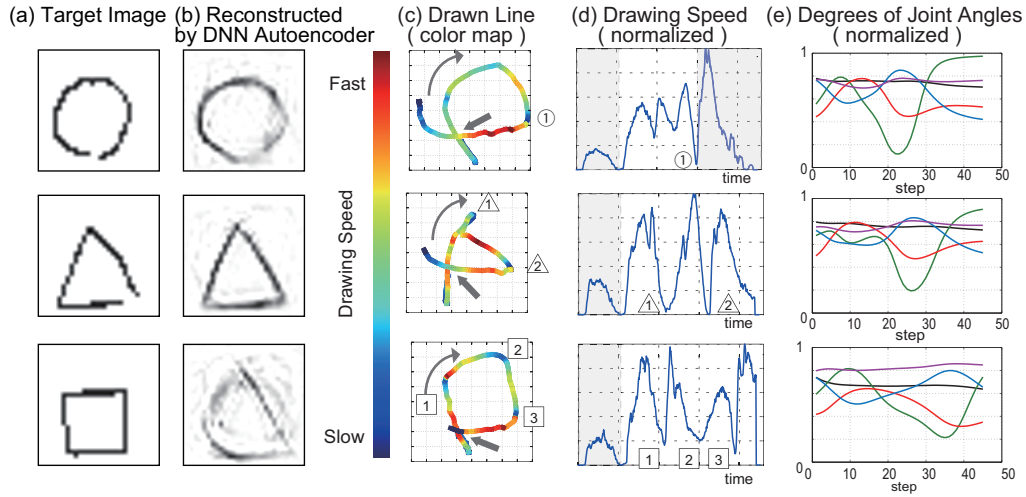 (a) Target Image
(b) Reconstructed
by DNN Autoencoder
(c) Drawn Line
( color map )
(d) Drawing Speed
( normalized )
(e) Degrees of Joint Angles
( normalized )
Fast
Drawing Speed
Slow
1
1
time
1
0
0 10 20 30 40 50
step
1
2
1
2
time
1
0
0 10 20 30 40 50
step
1
2
3
1
2
3
time
1
0
0 10 20 30 40 50
step